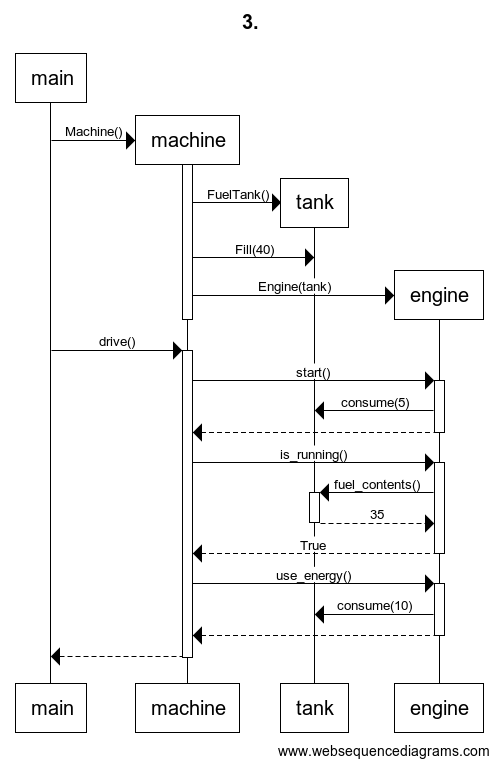 3.
main
Machine()
machine
FuelTank()
tank
Fill(40)
Engine(tank)
engine
drive()
start()
consume(5)
is_running()
fuel_contents()
35
True
use_energy()
consume(10)
main machine tank engine
www.websequencediagrams.com